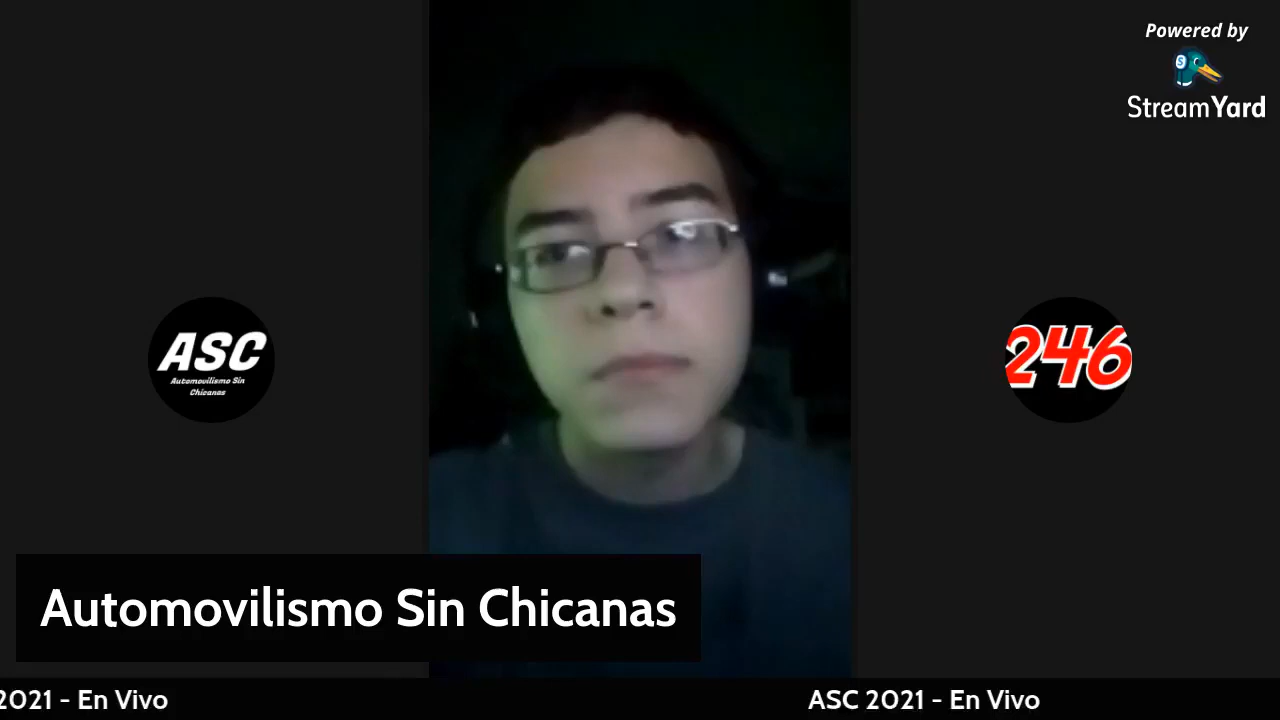 Powered by
StreamYard
ASC
Automovilismo Sin
Chicanas
246
Automovilismo Sin Chicanas
2021 - En Vivo
ASC 2021 - En Vivo